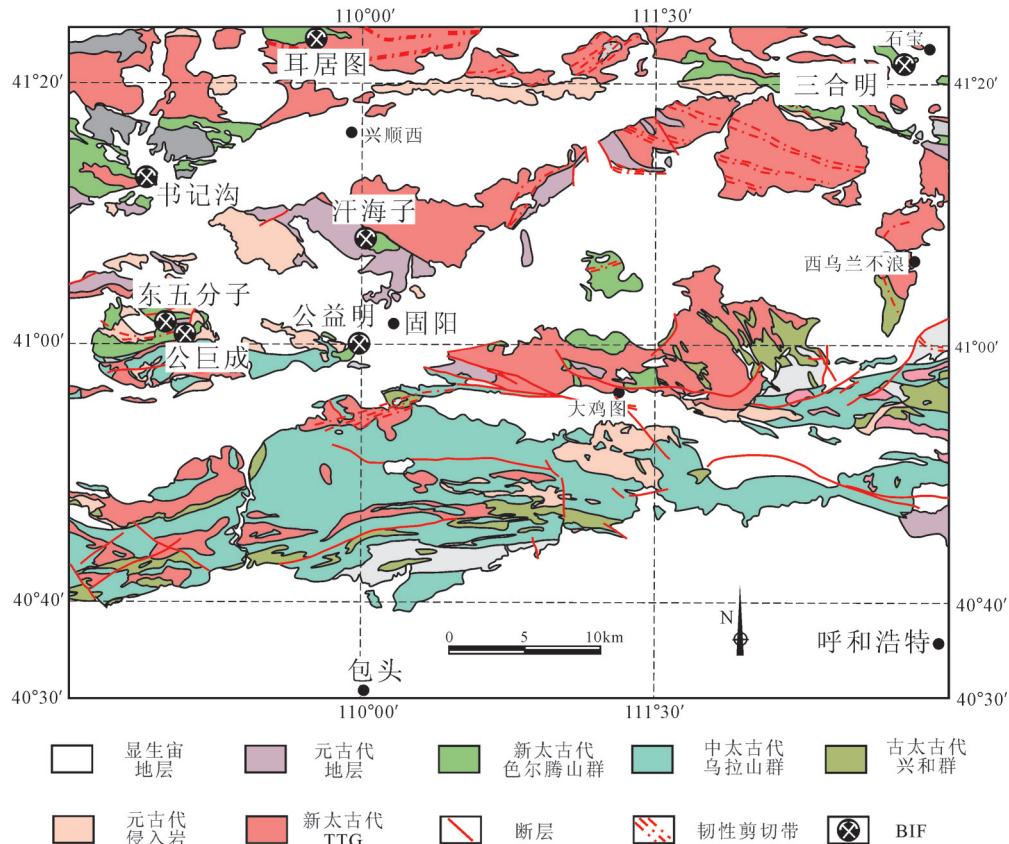 110°00′
111°30′
石宝
耳居图
41°20′
三合明
41°20′
兴顺西
书记沟
汗海子
西乌兰不浪
东五分子
公益明
固阳
41°00′
41°00′
公巨成
大鸡图
40°40′
40°40′
N
0 5 10km
呼和浩特
包头
40°30′
40°30′
110°00′
111°30′
显生宙
地层
元古代
地层
新太古代
色尔腾山群
中太古代
乌拉山群
古太古代
兴和群
元古代
侵入岩
新太古代
TTG
断层
韧性剪切带
BIF